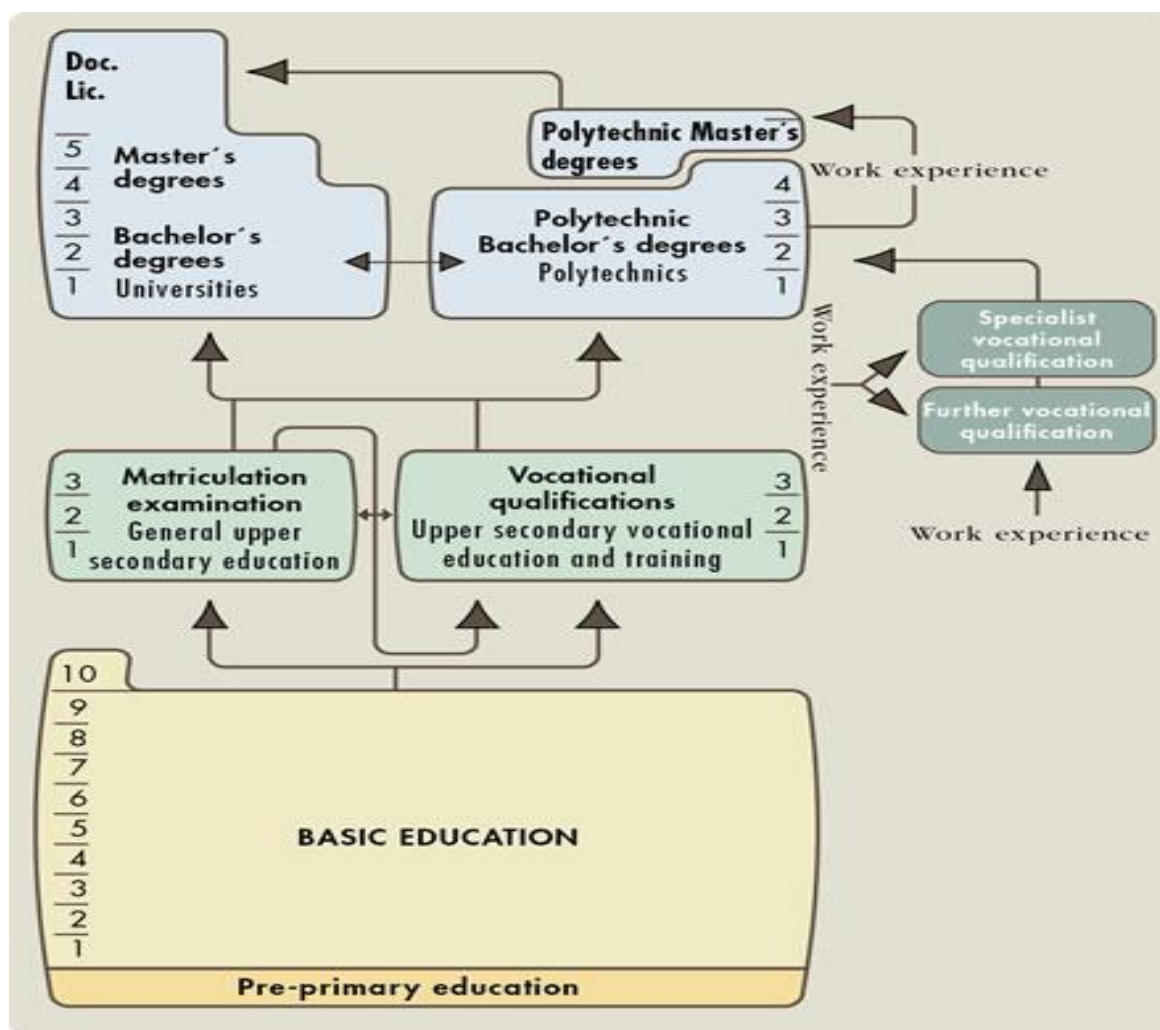 Doc.
Lic.
5
4
3
2
1
Master´s
degrees
Bachelor´s
degrees
Universities
Polytechnic Master´s
degrees
Work experience
Polytechnic
Bachelor´s degrees
Polytechnics
4
3
2
1
Work experience
Specialist
vocational
qualification
Further vocational
qualification
Work experience
3
2
1
Matriculation
examination
General upper
secondary education
Vocational
qualifications
Upper secondary vocational
education and training
3
2
1
10
9
8
7
6
5
4
3
2
1
BASIC EDUCATION
Pre-primary education